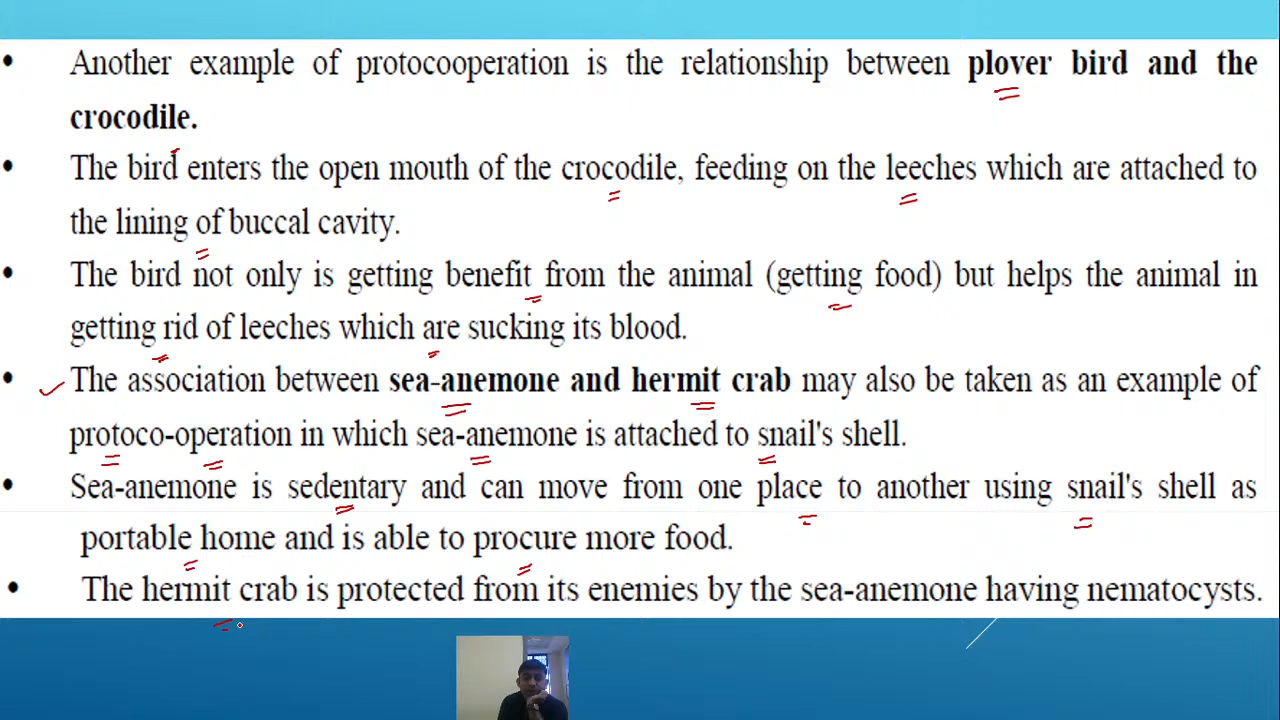 • Another example of protocooperation is the relationship between plover bird and the
crocodile.
• The bird enters the open mouth of the crocodile, feeding on the leeches which are attached to
the lining of buccal cavity.
• The bird not only is getting benefit from the animal (getting food) but helps the animal in
getting rid of leeches which are sucking its blood.
• The association between sea-anemone and hermit crab may also be taken as an example of
protoco-operation in which sea-anemone is attached to snail's shell.
• Sea-anemone is sedentary and can move from one place to another using snail's shell as
portable home and is able to procure more food.
• The hermit crab is protected from its enemies by the sea-anemone having nematocysts.